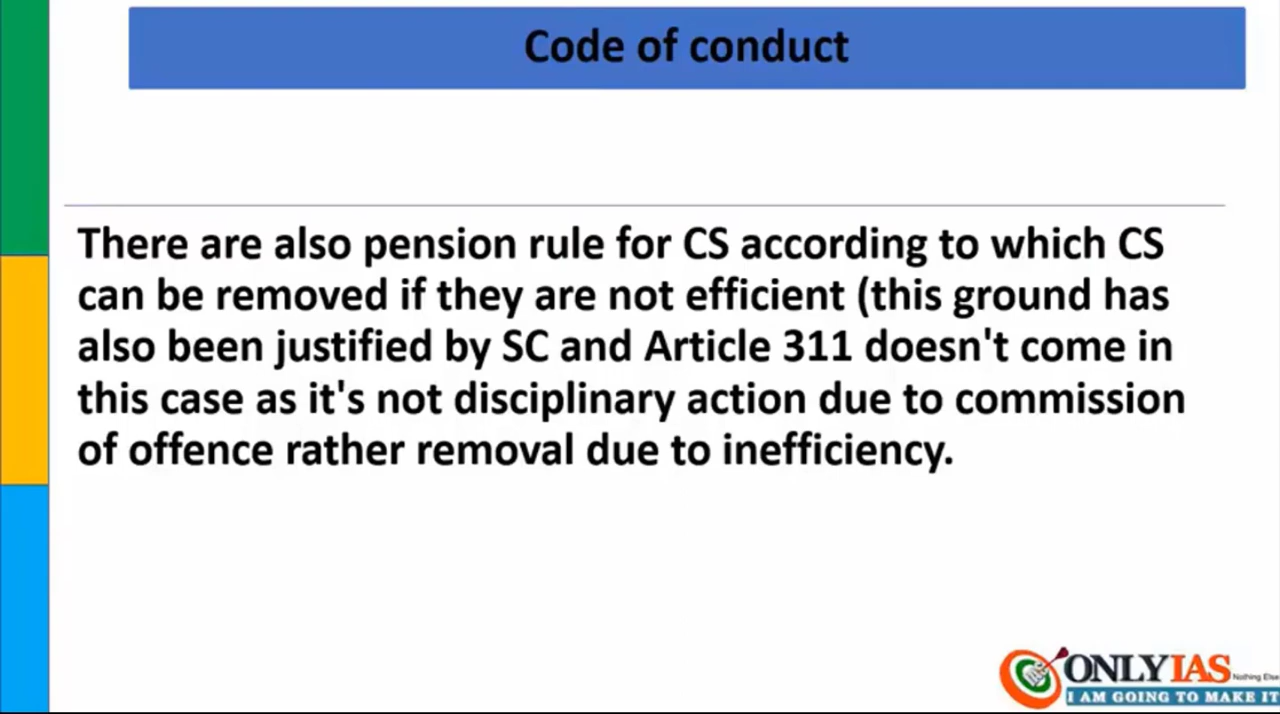 Code of conduct
There are also pension rule for CS according to which CS
can be removed if they are not efficient (this ground has
also been justified by SC and Article 311 doesn't come in
this case as it's not disciplinary action due to commission
of offence rather removal due to inefficiency.
ONLYIAS
Nothing Else
I AM GOING TO MAKE IT